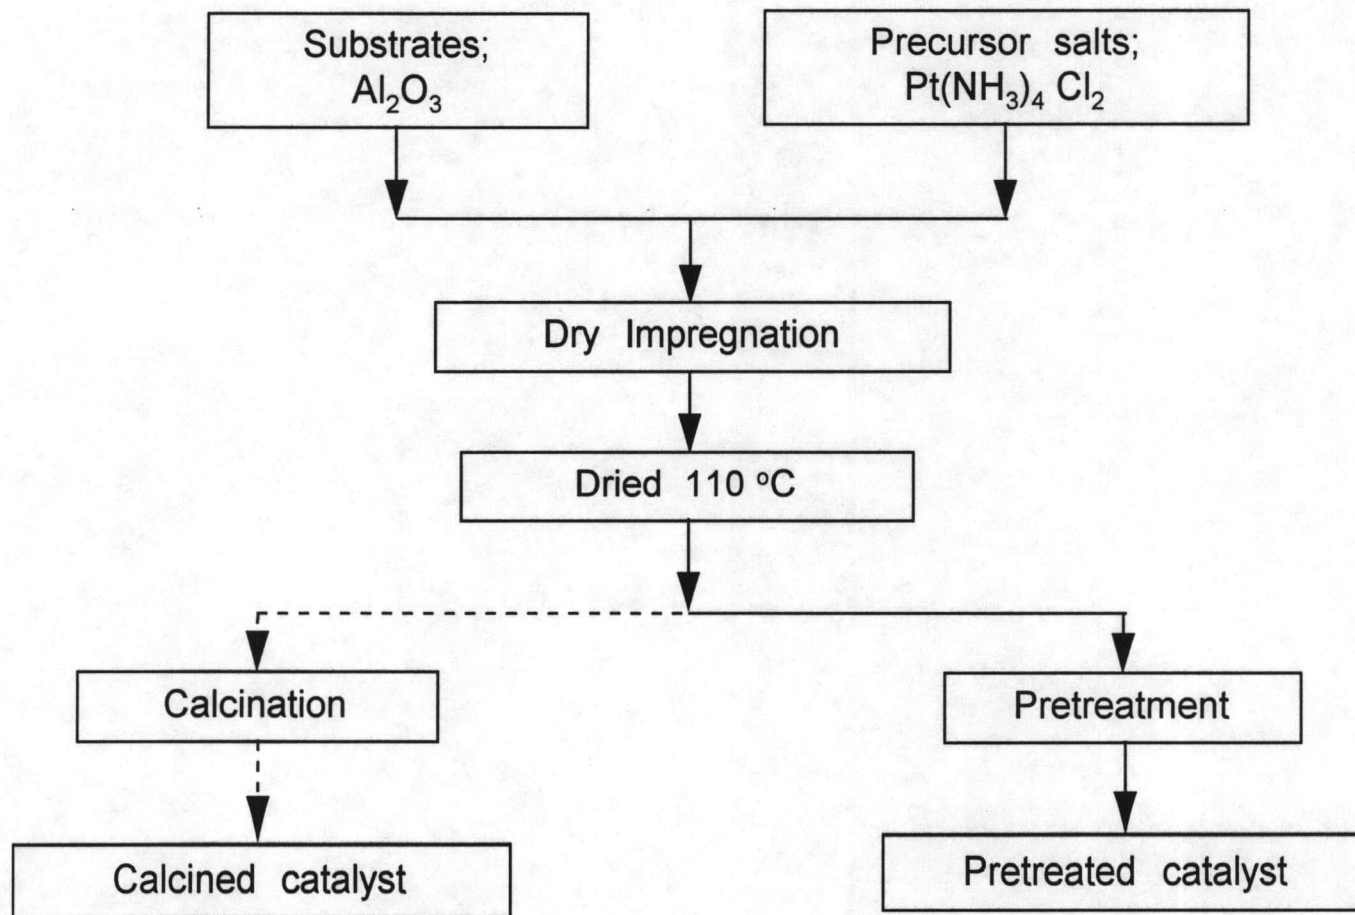 Substrates;
Al₂O₃
Precursor salts;
Pt(NH₃)₄ Cl₂
Dry Impregnation
Dried 110 °C
Calcination
Pretreatment
Calcined catalyst
Pretreated catalyst